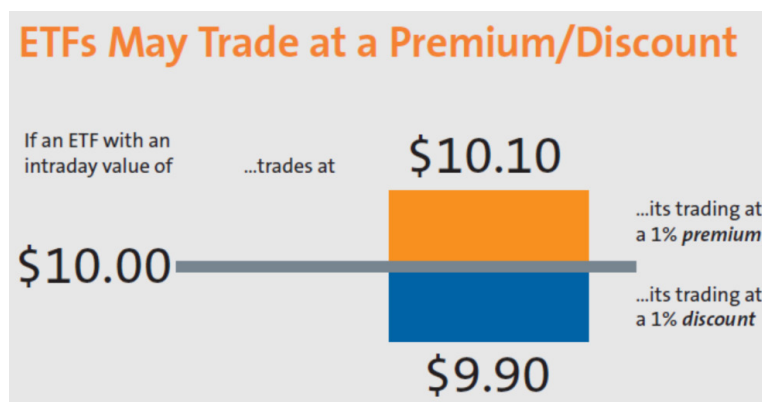 ETFs May Trade at a Premium/Discount
If an ETF with an
intraday value of
...trades at
$10.10
...its trading at
a 1% premium
$10.00
...its trading at
a 1% discount
$9.90